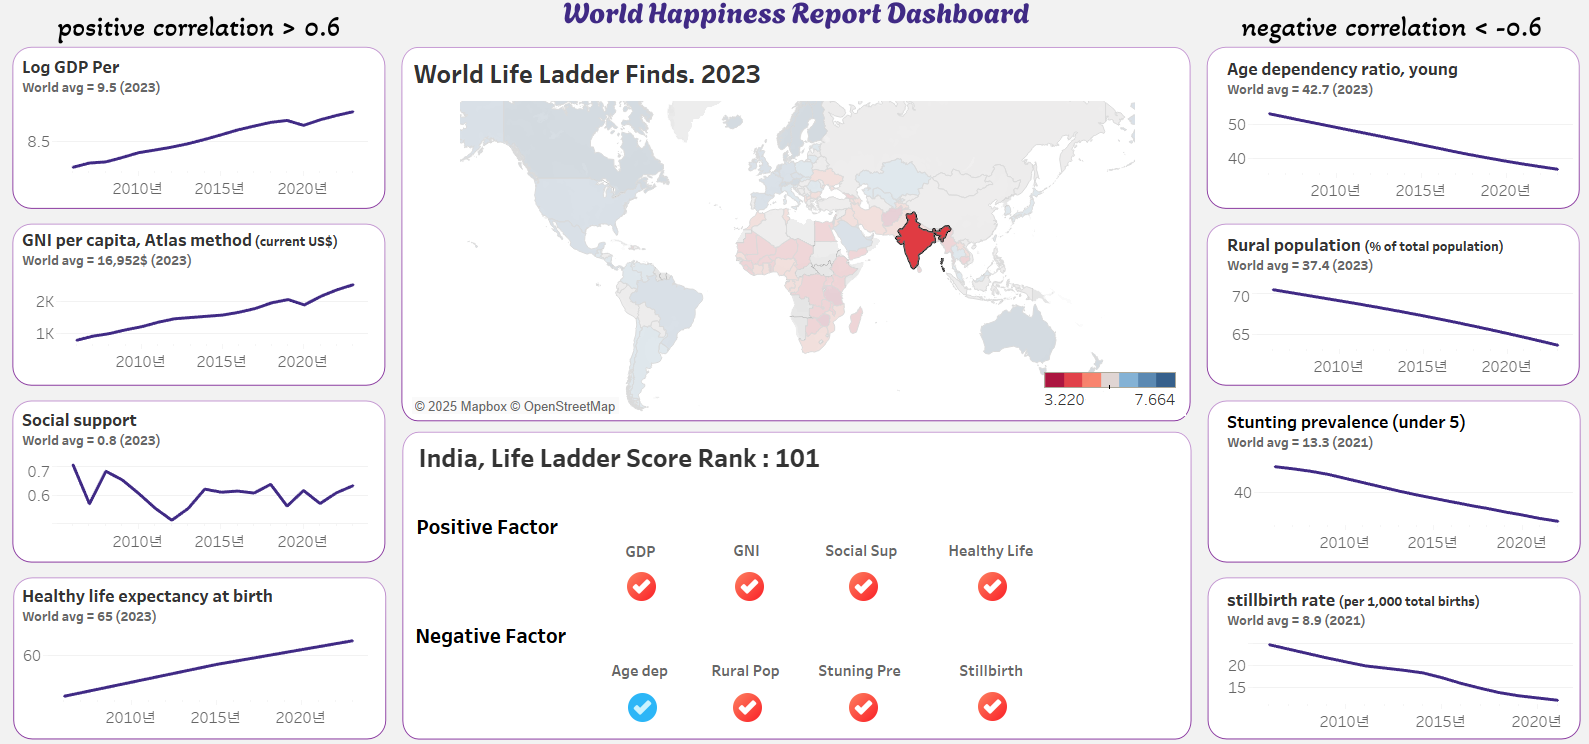 World Happiness Report Dashboard
positive correlation > 0.6
Log GDP Per
World avg = 9.5 (2023)
8.5
2010년 2015년 2020년
GNI per capita, Atlas method (current US$)
World avg = 16,952$ (2023)
2K
1K
2010년 2015년 2020년
Social support
World avg = 0.8 (2023)
0.7
0.6
2010년 2015년 2020년
Healthy life expectancy at birth
World avg = 65 (2023)
60
2010년 2015년 2020년
World Life Ladder Finds. 2023
3.220 7.664
© 2025 Mapbox © OpenStreetMap
India, Life Ladder Score Rank : 101
Positive Factor
GDP GNI Social Sup Healthy Life
Negative Factor
Age dep Rural Pop Stuning Pre Stillbirth
negative correlation < -0.6
Age dependency ratio, young
World avg = 42.7 (2023)
50
40
2010년 2015년 2020년
Rural population (% of total population)
World avg = 37.4 (2023)
70
65
2010년 2015년 2020년
Stunting prevalence (under 5)
World avg = 13.3 (2021)
40
2010년 2015년 2020년
stillbirth rate (per 1,000 total births)
World avg = 8.9 (2021)
20
15
2010년 2015년 2020년